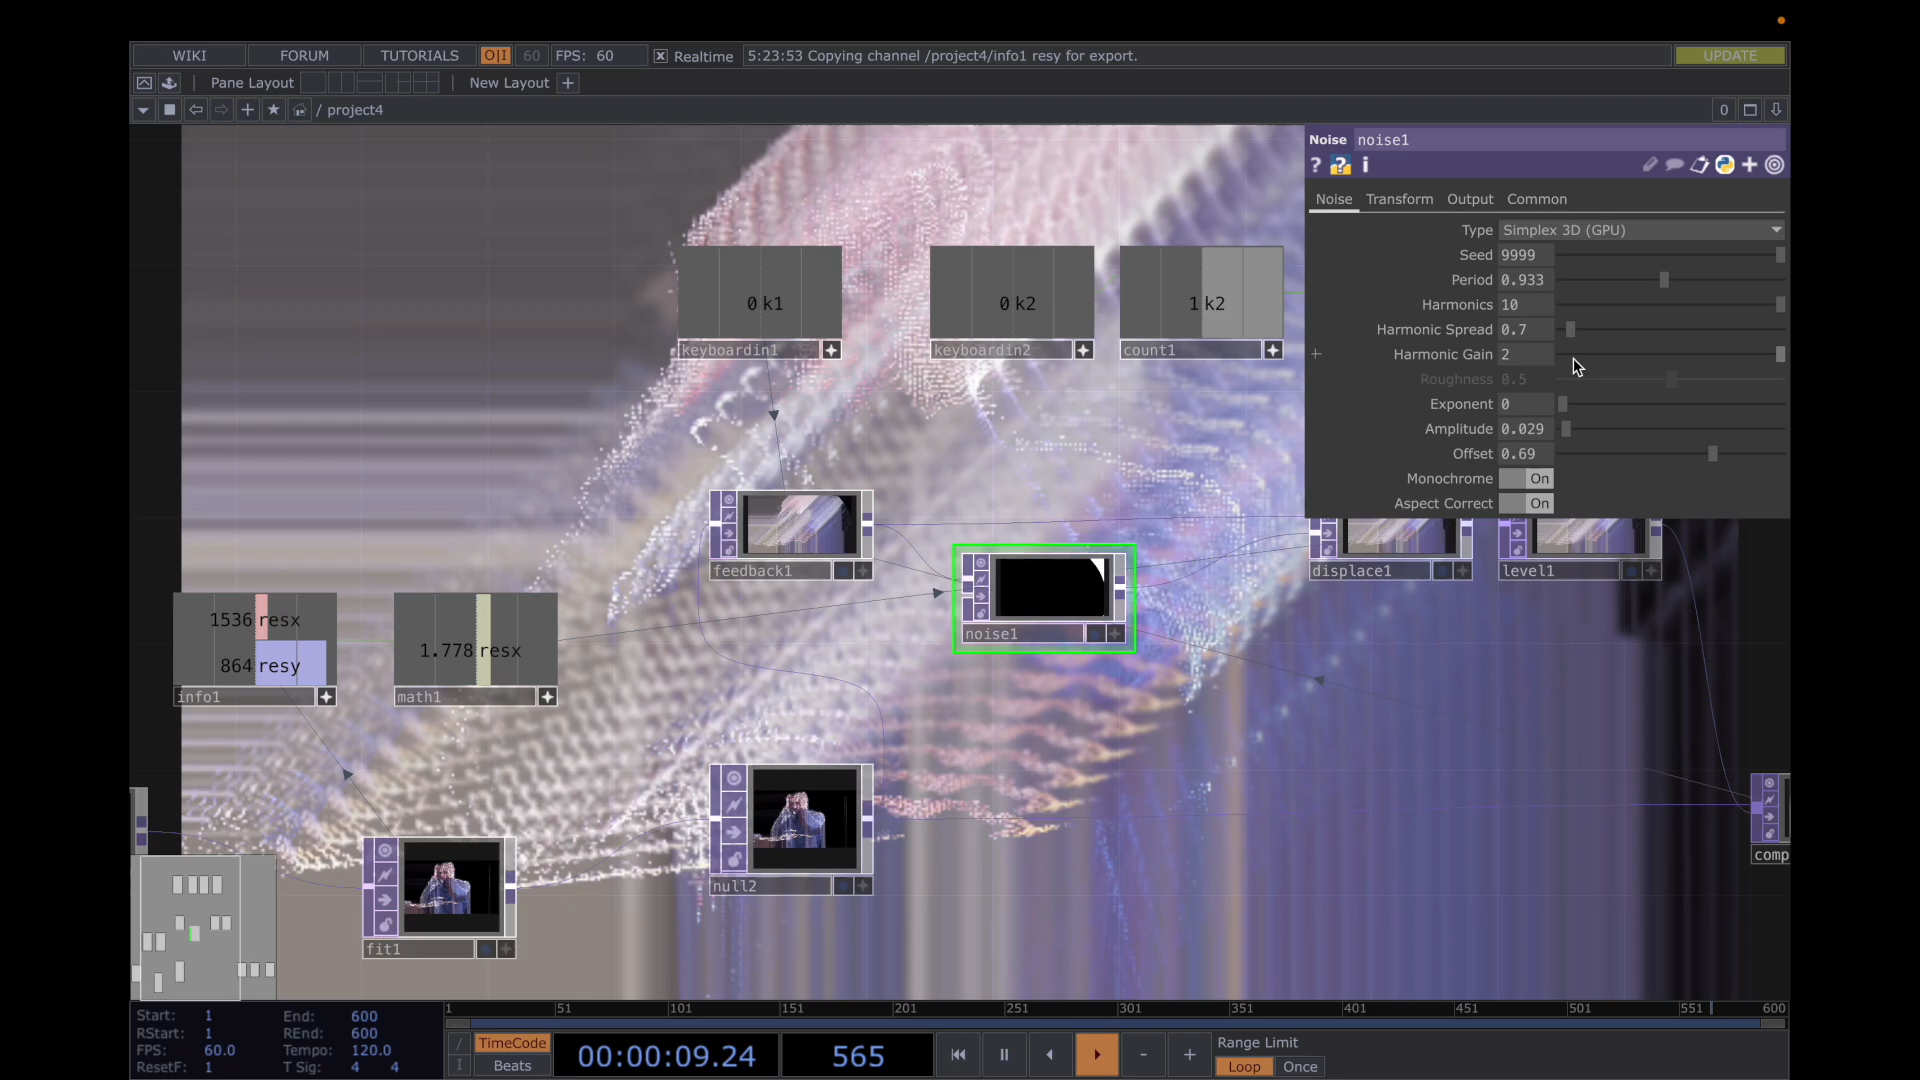 WIKI FORUM TUTORIALS O|I 60 FPS: 60 Realtime 5:23:53 Copying channel /project4/info1 resy for export. UPDATE
Pane Layout New Layout +
/ project4 0
Noise noise1
? ? i
Noise Transform Output Common
Type Simplex 3D (GPU)
Seed 9999
Period 0.933
Harmonics 10
Harmonic Spread 0.7
Harmonic Gain 2
Roughness 0.5
Exponent 0
Amplitude 0.029
Offset 0.69
Monochrome On
Aspect Correct On
0 k1
keyboardin1
0 k2
keyboardin2
1 k2
count1
feedback1
noise1
displace1
level1
1536 resx
864 resy
info1
1.778 resx
math1
null2
fit1
comp
Start: 1 End: 600
RStart: 1 REnd: 600
FPS: 60.0 Tempo: 120.0
ResetF: 1 T Sig: 4 4
1 51 101 151 201 251 301 351 401 451 501 551 600
/ TimeCode
I Beats
00:00:09.24 565
- +
Range Limit
Loop Once